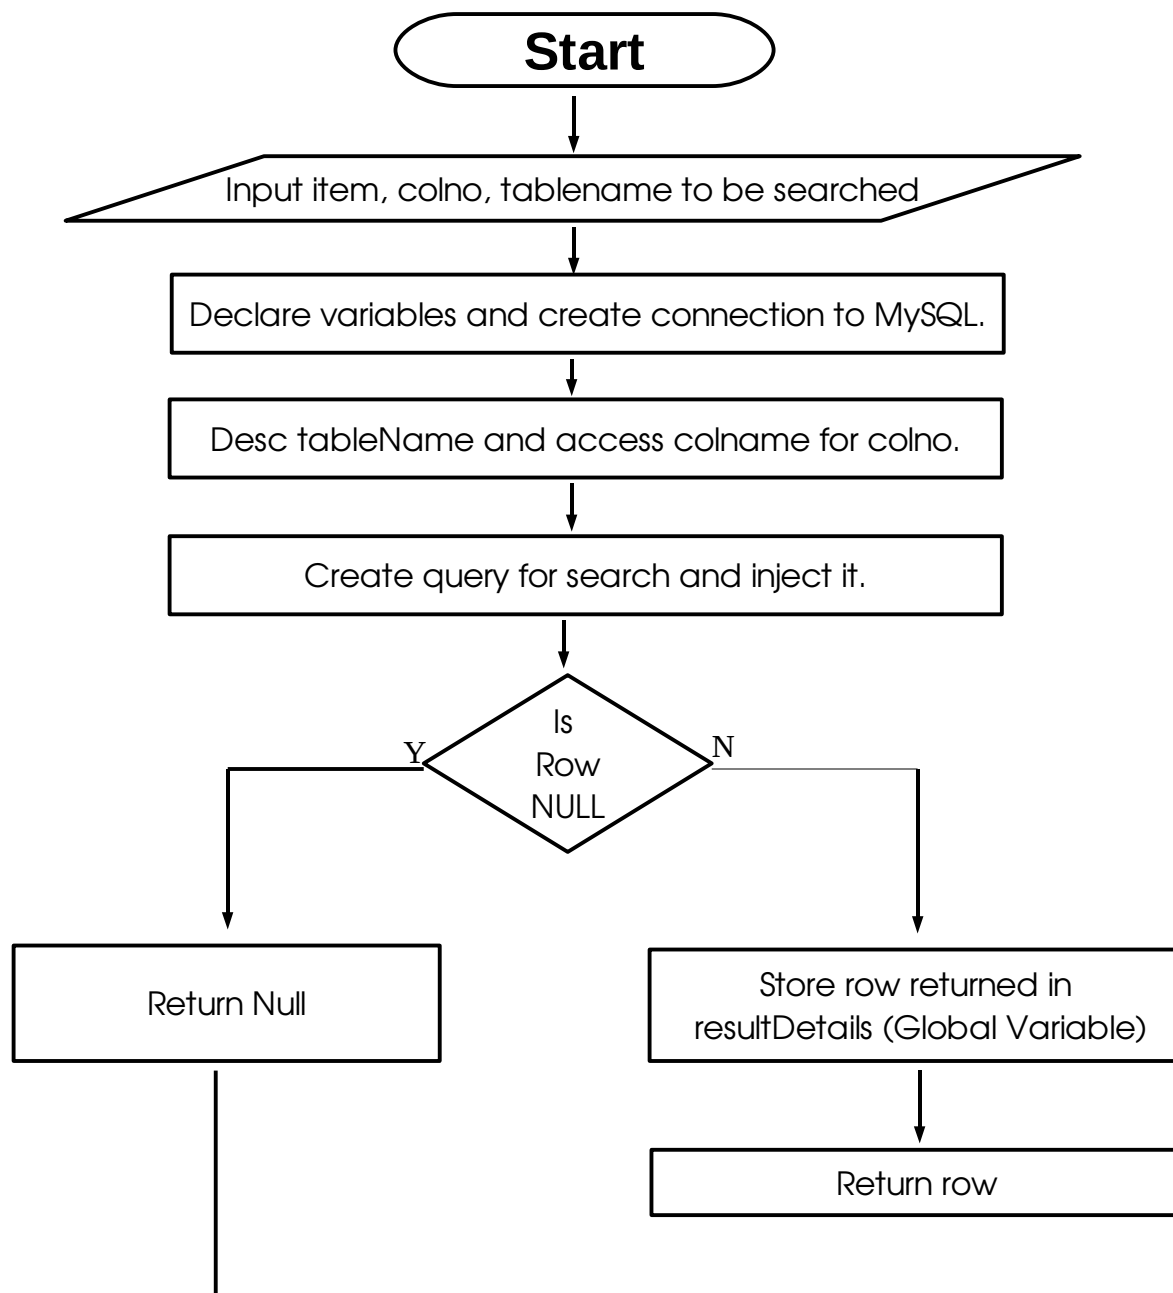 Start
Input item, colno, tablename to be searched
Declare variables and create connection to MySQL.
Desc tableName and access colname for colno.
Create query for search and inject it.
Is
Row
NULL
Y
N
Return Null
Store row returned in
resultDetails (Global Variable)
Return row